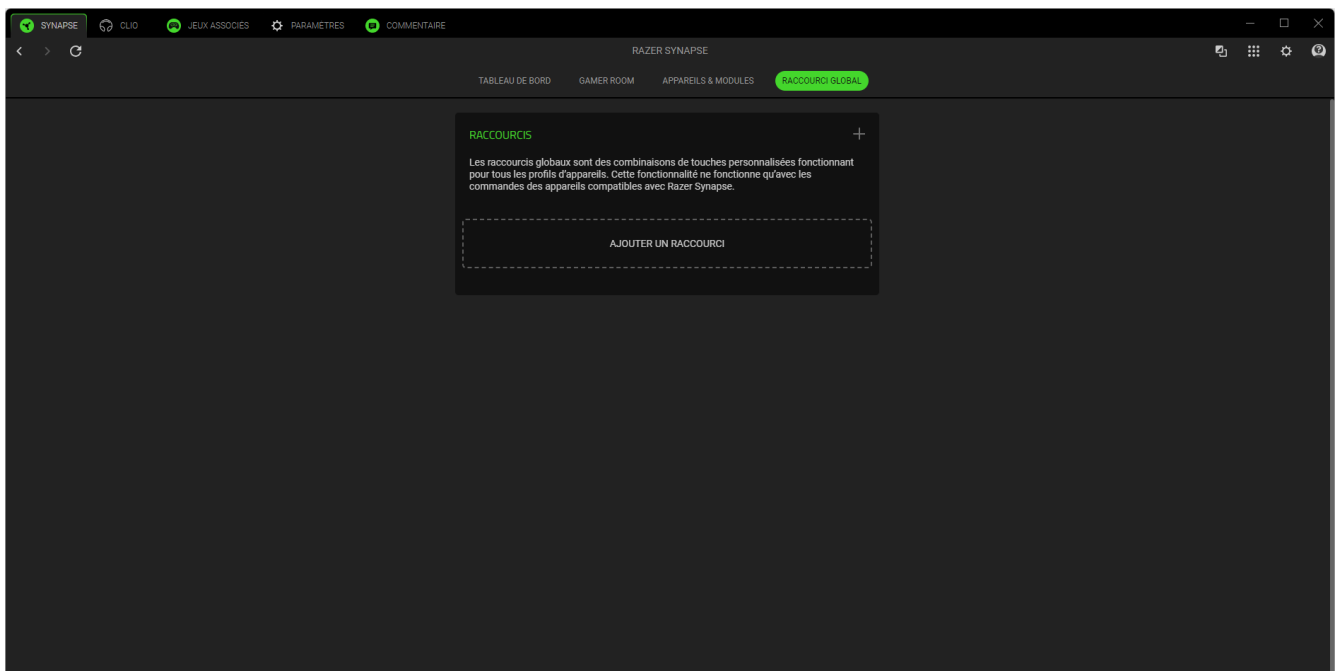 SYNAPSE CLIO JEUX ASSOCIÉS PARAMÈTRES COMMENTAIRE
RAZER SYNAPSE
TABLEAU DE BORD GAMER ROOM APPAREILS & MODULES RACCOURCI GLOBAL
RACCOURCIS
Les raccourcis globaux sont des combinaisons de touches personnalisées fonctionnant
pour tous les profils d'appareils. Cette fonctionnalité ne fonctionne qu'avec les
commandes des appareils compatibles avec Razer Synapse.
AJOUTER UN RACCOURCI